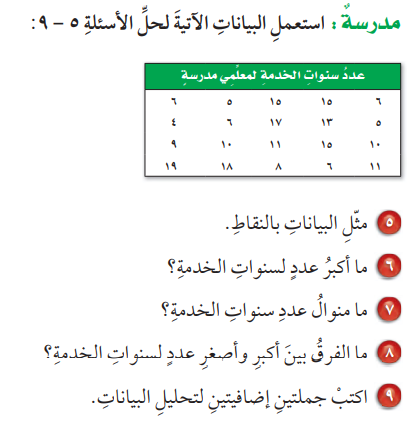 مدرسةٌ : استعملِ البياناتِ الآتيةَ لحلِّ الأسئلةِ ٥ – ٩ :
عددُ سنواتِ الخدمةِ لمعلِّمِي مدرسةٍ
٦ ١٥ ١٥ ٥ ٦
٥ ١٣ ١٧ ٦ ٤
١٠ ١٥ ١١ ١٠ ٩
١١ ٦ ٨ ١٨ ١٩
٥ مثّلِ البياناتِ بالنقاطِ.
٦ ما أكبرُ عددٍ لسنواتِ الخدمةِ؟
٧ ما منوالُ عددِ سنواتِ الخدمةِ؟
٨ ما الفرقُ بينَ أكبرِ وأصغرِ عددٍ لسنواتِ الخدمةِ؟
٩ اكتبْ جملتينِ إضافيتينِ لتحليلِ البياناتِ.